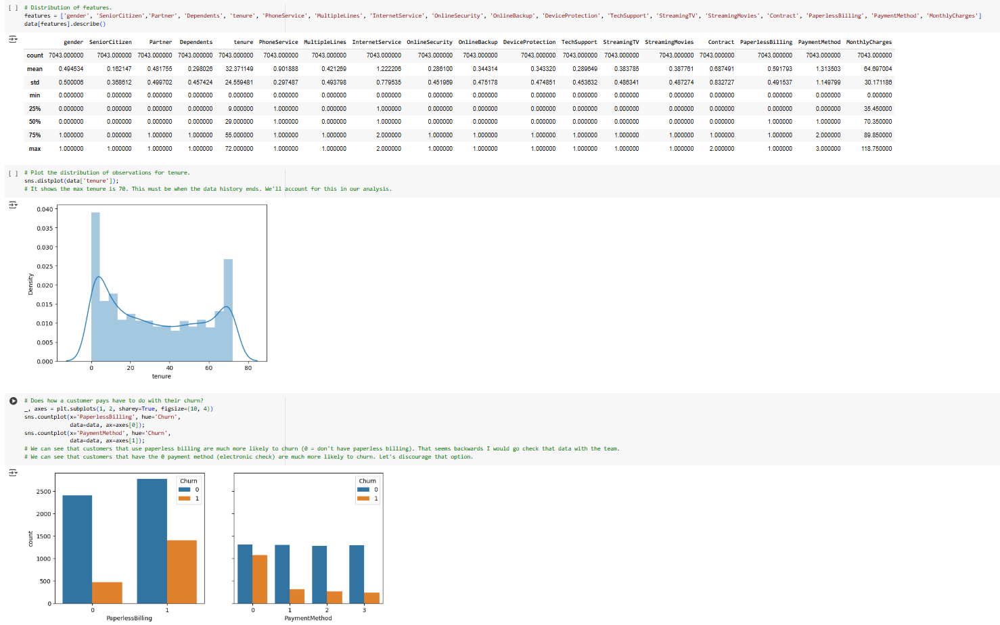 [ ] # Distribution of features.
features = ['gender', 'SeniorCitizen','Partner', 'Dependents', 'tenure', 'PhoneService', 'MultipleLines', 'InternetService', 'OnlineSecurity', 'OnlineBackup', 'DeviceProtection', 'TechSupport', 'StreamingTV', 'StreamingMovies', 'Contract', 'PaperlessBilling', 'PaymentMethod', 'MonthlyCharges']
data[features].describe()
gender SeniorCitizen Partner Dependents tenure PhoneService MultipleLines InternetService OnlineSecurity OnlineBackup DeviceProtection TechSupport StreamingTV StreamingMovies Contract PaperlessBilling PaymentMethod MonthlyCharges
count 7043.000000 7043.000000 7043.000000 7043.000000 7043.000000 7043.000000 7043.000000 7043.000000 7043.000000 7043.000000 7043.000000 7043.000000 7043.000000 7043.000000 7043.000000 7043.000000 7043.000000 7043.000000
mean 0.494534 0.162147 0.481755 0.298026 32.371149 0.901888 0.421269 1.222206 0.286100 0.344314 0.343320 0.289649 0.383785 0.387761 0.687491 0.591793 1.313503 64.697004
std 0.500006 0.368612 0.499702 0.457424 24.559481 0.297487 0.493798 0.779535 0.451969 0.475178 0.474851 0.453632 0.486341 0.487274 0.832727 0.491537 1.149799 30.171186
min 0.000000 0.000000 0.000000 0.000000 0.000000 0.000000 0.000000 0.000000 0.000000 0.000000 0.000000 0.000000 0.000000 0.000000 0.000000 0.000000 0.000000 0.000000
25% 0.000000 0.000000 0.000000 0.000000 9.000000 1.000000 0.000000 1.000000 0.000000 0.000000 0.000000 0.000000 0.000000 0.000000 0.000000 0.000000 0.000000 35.450000
50% 0.000000 0.000000 0.000000 0.000000 29.000000 1.000000 0.000000 1.000000 0.000000 0.000000 0.000000 0.000000 0.000000 0.000000 0.000000 1.000000 1.000000 70.350000
75% 1.000000 0.000000 1.000000 1.000000 55.000000 1.000000 1.000000 2.000000 1.000000 1.000000 1.000000 1.000000 1.000000 1.000000 1.000000 1.000000 2.000000 89.850000
max 1.000000 1.000000 1.000000 1.000000 72.000000 1.000000 1.000000 2.000000 1.000000 1.000000 1.000000 1.000000 1.000000 1.000000 2.000000 1.000000 3.000000 118.750000
[ ] # Plot the distribution of observations for tenure.
sns.distplot(data['tenure']);
# It shows the max tenure is 70. This must be when the data history ends. We'll account for this in our analysis.
0.040
0.035
0.030
0.025
0.020
0.015
0.010
0.005
0.000
Density
0 20 40 60 80
tenure
# Does how a customer pays have to do with their churn?
_, axes = plt.subplots(1, 2, sharey=True, figsize=(10, 4))
sns.countplot(x='PaperlessBilling', hue='Churn',
data=data, ax=axes[0]);
sns.countplot(x='PaymentMethod', hue='Churn',
data=data, ax=axes[1]);
# We can see that customers that use paperless billing are much more likely to churn (0 = don't have paperless billing). That seems backwards I would go check that data with the team.
# We can see that customers that have the 0 payment method (electronic check) are much more likely to churn. Let's discourage that option.
2500
2000
1500
1000
500
0
count
Churn
0
1
0 1
PaperlessBilling
Churn
0
1
0 1 2 3
PaymentMethod